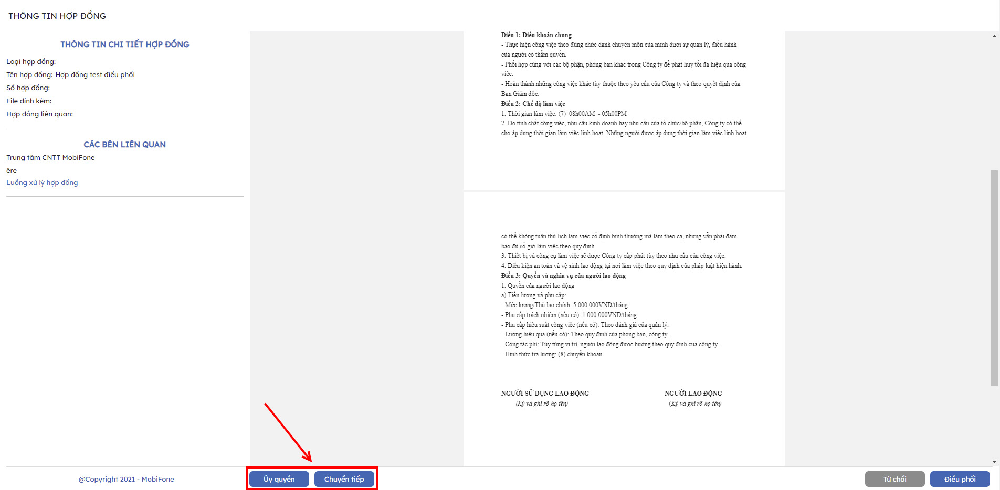 THÔNG TIN HỢP ĐỒNG
THÔNG TIN CHI TIẾT HỢP ĐỒNG
Loại hợp đồng:
Tên hợp đồng: Hợp đồng test điều phối
Số hợp đồng:
File đính kèm:
Hợp đồng liên quan:
CÁC BÊN LIÊN QUAN
Trung tâm CNTT MobiFone
êre
Luồng xử lý hợp đồng
Điều 1: Điều khoản chung
- Thực hiện công việc theo đúng chức danh chuyên môn của mình dưới sự quản lý, điều hành
của người có thẩm quyền.
- Phối hợp cùng với các bộ phận, phòng ban khác trong Công ty để phát huy tối đa hiệu quả công
việc.
- Hoàn thành những công việc khác tùy thuộc theo yêu cầu của Công ty và theo quyết định của
Ban Giám đốc.
Điều 2: Chế độ làm việc
1. Thời gian làm việc: (7) 08h00AM - 05h00PM
2. Do tính chất công việc, nhu cầu kinh doanh hay nhu cầu của tổ chức/bộ phận, Công ty có thể
cho áp dụng thời gian làm việc linh hoạt. Những người được áp dụng thời gian làm việc linh hoạt
có thể không tuân thủ lịch làm việc cố định bình thường mà làm theo ca, nhưng vẫn phải đảm
bảo đủ số giờ làm việc theo quy định.
3. Thiết bị và công cụ làm việc sẽ được Công ty cấp phát tùy theo nhu cầu của công việc.
4. Điều kiện an toàn và vệ sinh lao động tại nơi làm việc theo quy định của pháp luật hiện hành.
Điều 3: Quyền và nghĩa vụ của người lao động
1. Quyền của người lao động
a) Tiền lương và phụ cấp:
- Mức lương/Thù lao chính: 5.000.000VNĐ/tháng.
- Phụ cấp trách nhiệm (nếu có): 1.000.000VNĐ/tháng
- Phụ cấp hiệu suất công việc (nếu có): Theo đánh giá của quản lý.
- Lương hiệu quả (nếu có): Theo quy định của phòng ban, công ty.
- Công tác phí: Tùy từng vị trí, người lao động được hưởng theo quy định của công ty.
- Hình thức trả lương: (8) chuyển khoản
NGƯỜI SỬ DỤNG LAO ĐỘNG NGƯỜI LAO ĐỘNG
(Ký và ghi rõ họ tên) (Ký và ghi rõ họ tên)
@Copyright 2021 - MobiFone Ủy quyền Chuyển tiếp Từ chối Điều phối